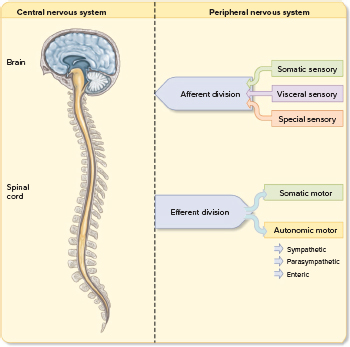 Central nervous system
Peripheral nervous system
Brain
Spinal
cord
Afferent division
Somatic sensory
Visceral sensory
Special sensory
Efferent division
Somatic motor
Autonomic motor
Sympathetic
Parasympathetic
Enteric